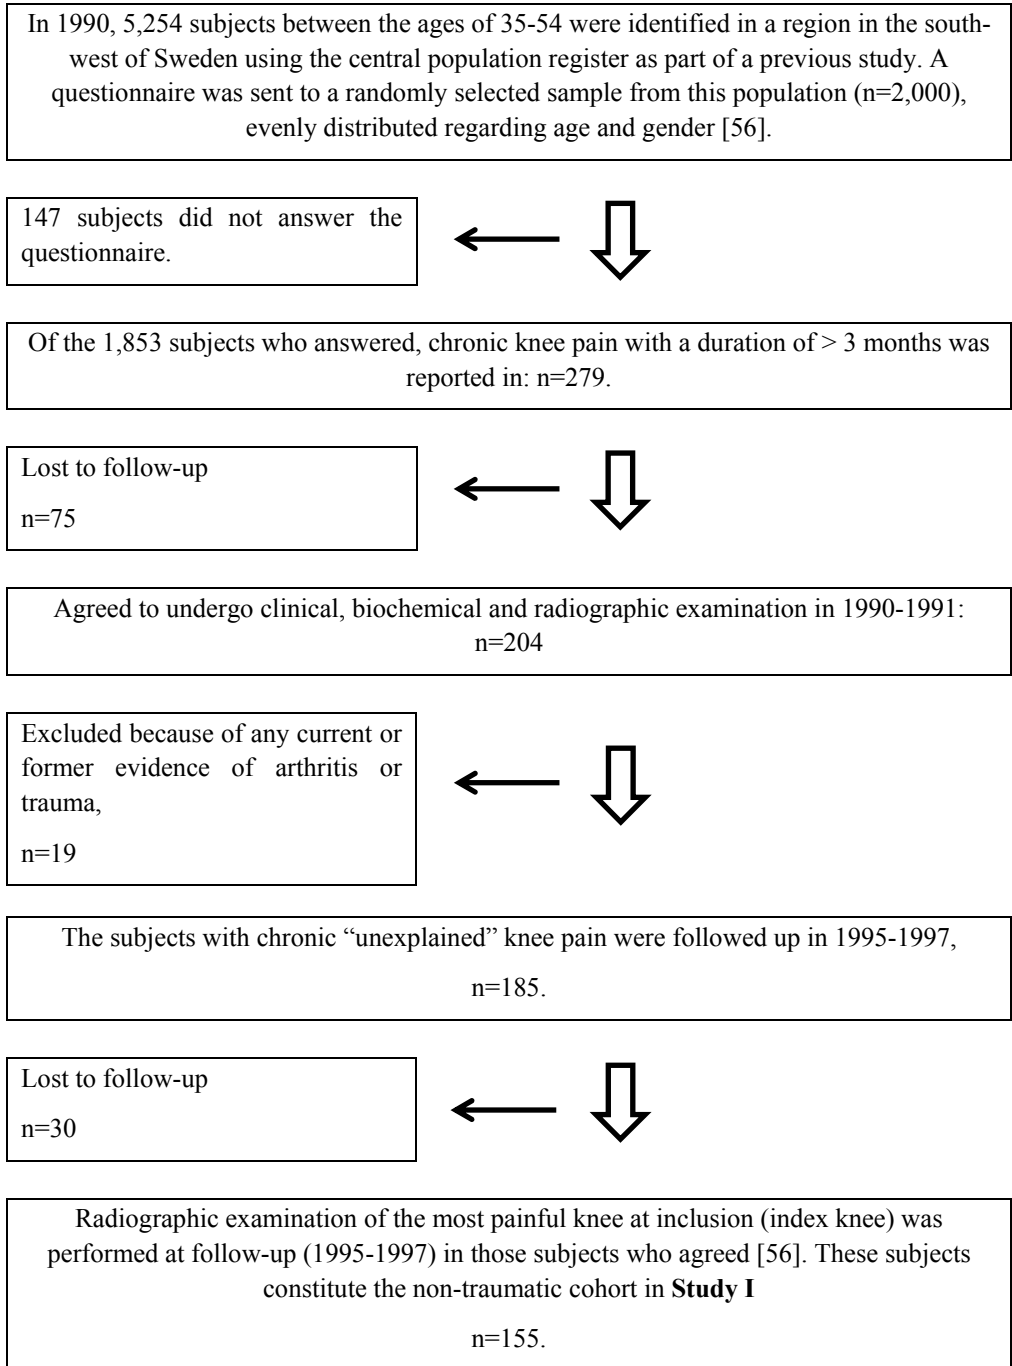 In 1990, 5,254 subjects between the ages of 35-54 were identified in a region in the south-
west of Sweden using the central population register as part of a previous study. A
questionnaire was sent to a randomly selected sample from this population (n=2,000),
evenly distributed regarding age and gender [56].
147 subjects did not answer the
questionnaire.
Of the 1,853 subjects who answered, chronic knee pain with a duration of > 3 months was
reported in: n=279.
Lost to follow-up
n=75
Agreed to undergo clinical, biochemical and radiographic examination in 1990-1991:
n=204
Excluded because of any current or
former evidence of arthritis or
trauma,
n=19
The subjects with chronic “unexplained” knee pain were followed up in 1995-1997,
n=185.
Lost to follow-up
n=30
Radiographic examination of the most painful knee at inclusion (index knee) was
performed at follow-up (1995-1997) in those subjects who agreed [56]. These subjects
constitute the non-traumatic cohort in Study I
n=155.